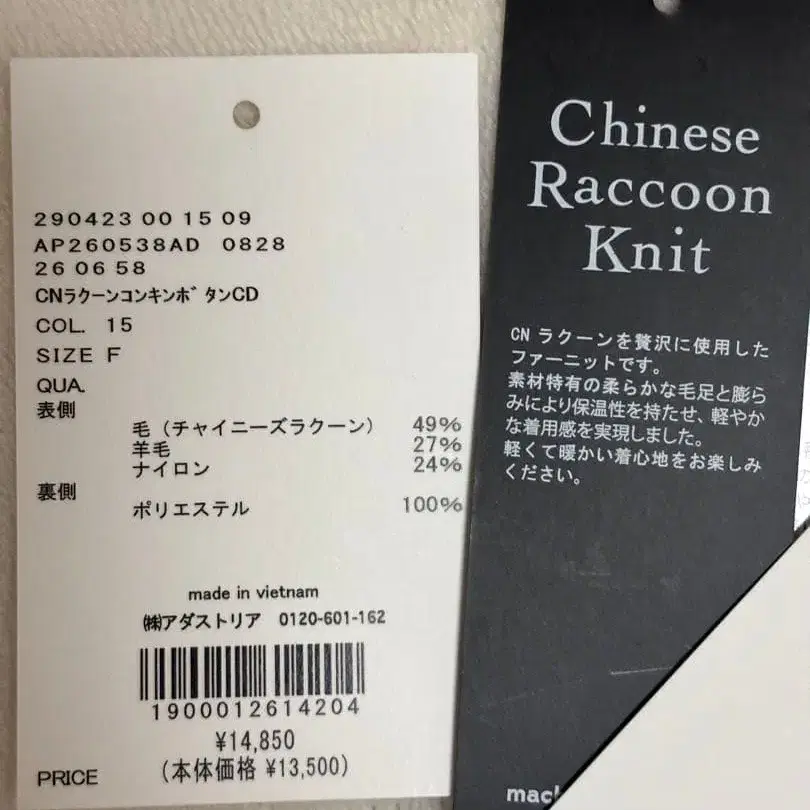 290423 00 15 09
AP260538AD 0828
26 06 58
CNラクーンコンキンボタンCD
COL. 15
SIZE F
QUA.
表側
毛（チャイニーズラクーン） 49%
羊毛 27%
ナイロン 24%
裏側
ポリエステル 100%
made in vietnam
㈱アダストリア 0120-601-162
1900012614204
¥14,850
PRICE (本体価格 ¥13,500)
Chinese
Raccoon
Knit
CN ラクーンを贅沢に使用した
ファーニットです。
素材特有の柔らかな毛足と膨ら
みにより保温性を持たせ、軽やか
な着用感を実現しました。
軽くて暖かい着心地をお楽しみ
ください。